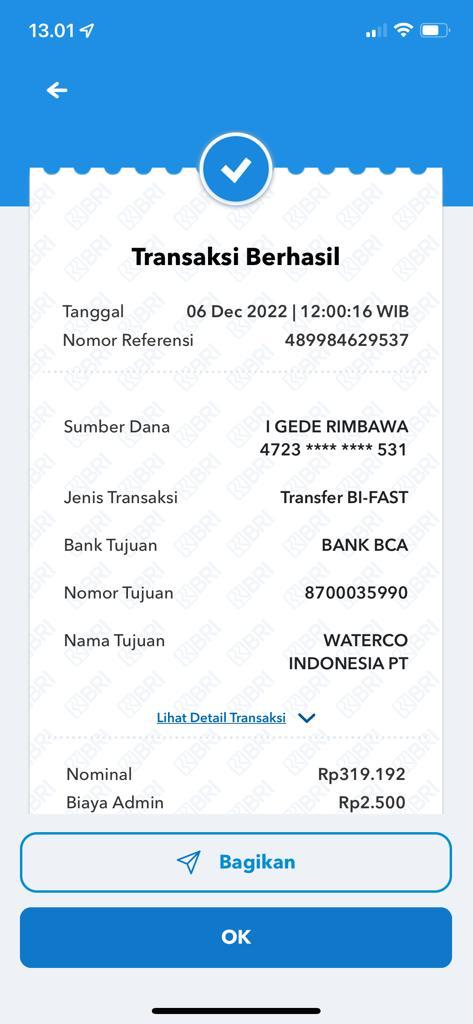 13.01
Transaksi Berhasil
Tanggal 06 Dec 2022 | 12:00:16 WIB
Nomor Referensi 489984629537
Sumber Dana I GEDE RIMBAWA
4723 **** **** 531
Jenis Transaksi Transfer BI-FAST
Bank Tujuan BANK BCA
Nomor Tujuan 8700035990
Nama Tujuan WATERCO
INDONESIA PT
Lihat Detail Transaksi
Nominal Rp319.192
Biaya Admin Rp2.500
Bagikan
OK